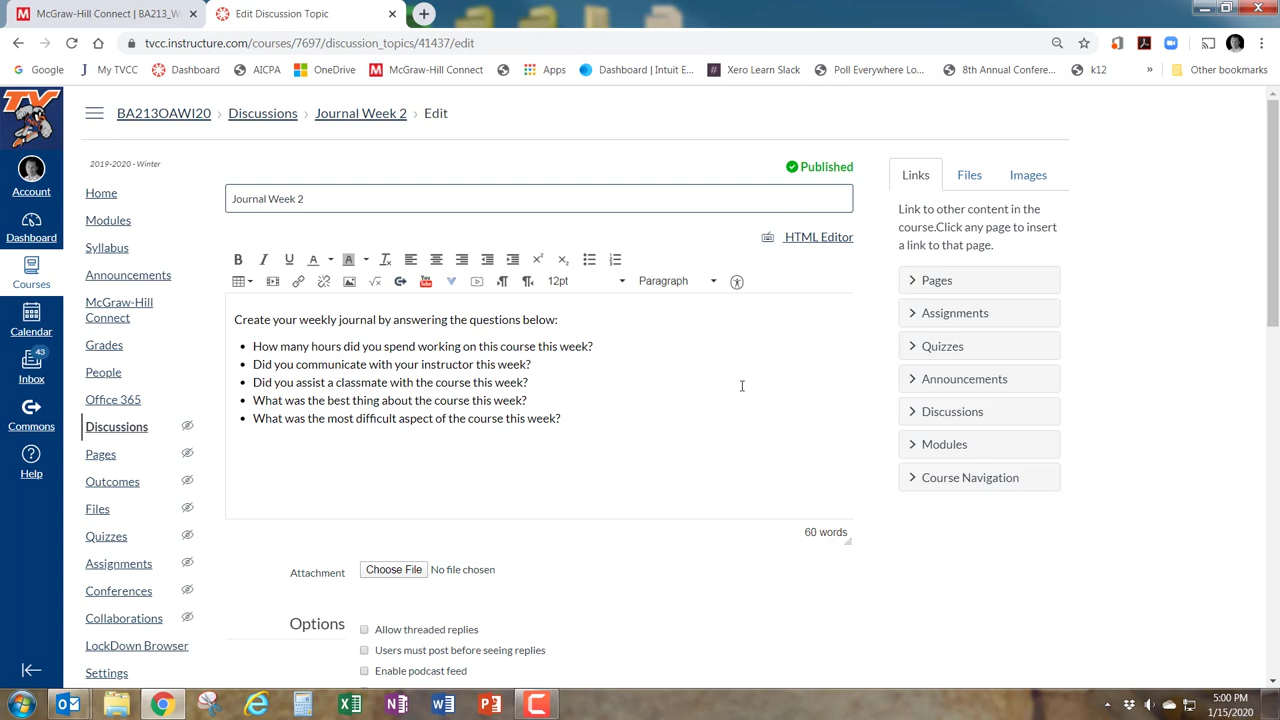 McGraw-Hill Connect | BA213_W
Edit Discussion Topic
tvcc.instructure.com/courses/7697/discussion_topics/41437/edit
Google
My TVCC
Dashboard
AICPA
OneDrive
McGraw-Hill Connect
Apps
Dashboard | Intuit E...
Xero Learn Slack
Poll Everywhere Lo...
8th Annual Confere...
k12
»
Other bookmarks
TV
Account
Dashboard
Courses
Calendar
43
Inbox
Commons
Help
BA213OAWI20 › Discussions › Journal Week 2 › Edit
2019-2020 - Winter
Home
Modules
Syllabus
Announcements
McGraw-Hill
Connect
Grades
People
Office 365
Discussions
Pages
Outcomes
Files
Quizzes
Assignments
Conferences
Collaborations
LockDown Browser
Settings
Published
Journal Week 2
HTML Editor
12pt
Paragraph
Create your weekly journal by answering the questions below:
• How many hours did you spend working on this course this week?
• Did you communicate with your instructor this week?
• Did you assist a classmate with the course this week?
• What was the best thing about the course this week?
• What was the most difficult aspect of the course this week?
60 words
Attachment
Choose File No file chosen
Options
Allow threaded replies
Users must post before seeing replies
Enable podcast feed
Links
Files
Images
Link to other content in the
course.Click any page to insert
a link to that page.
Pages
Assignments
Quizzes
Announcements
Discussions
Modules
Course Navigation
5:00 PM
1/15/2020